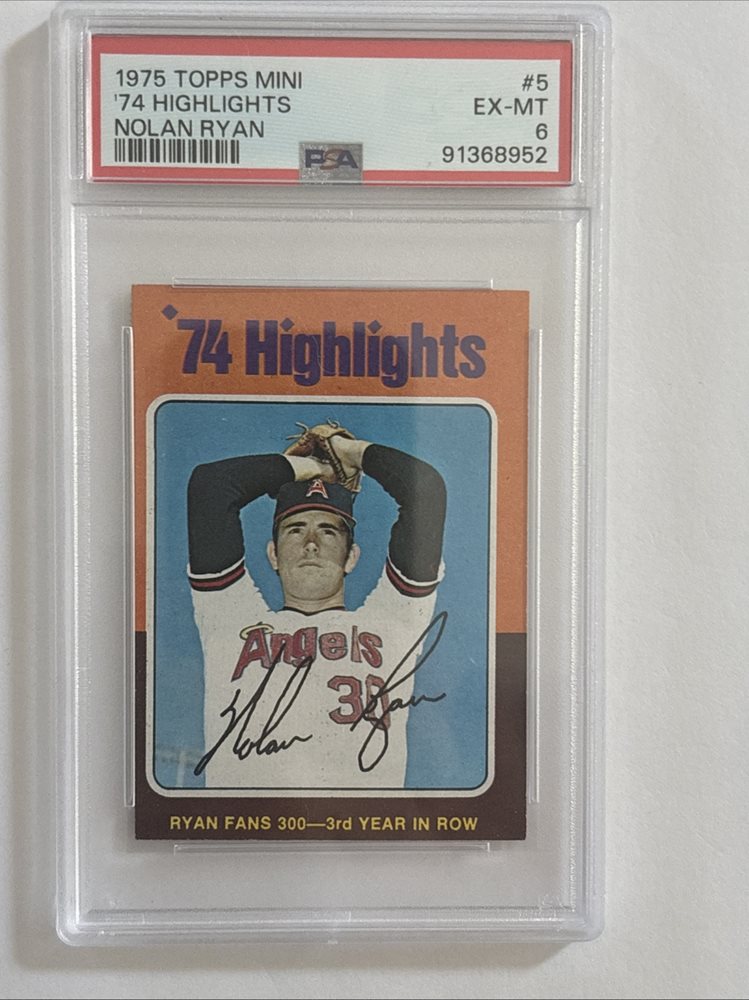 1975 TOPPS MINI #5
'74 HIGHLIGHTS EX-MT
NOLAN RYAN 6
PSA 91368952
'74 Highlights
A
Angels
30
Nolan Ryan
RYAN FANS 300—3rd YEAR IN ROW